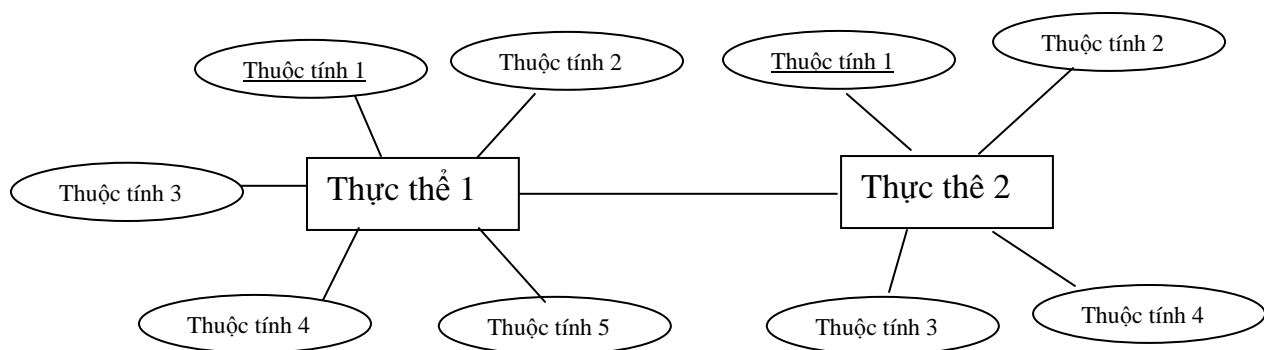 Thuộc tính 1
Thuộc tính 2
Thuộc tính 1
Thuộc tính 2
Thuộc tính 3
Thực thể 1
Thực thê 2
Thuộc tính 4
Thuộc tính 5
Thuộc tính 3
Thuộc tính 4